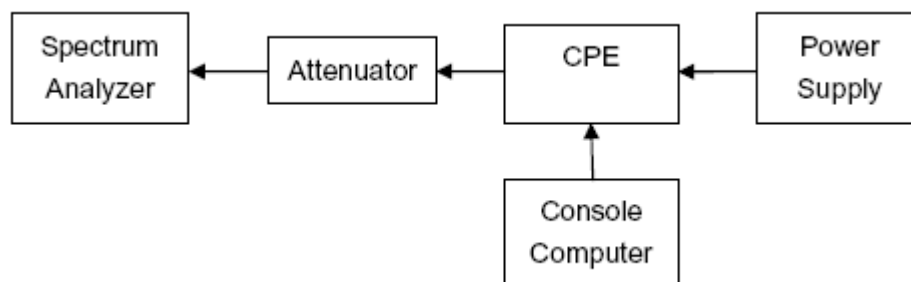 Spectrum
Analyzer
Attenuator
CPE
Power
Supply
Console
Computer